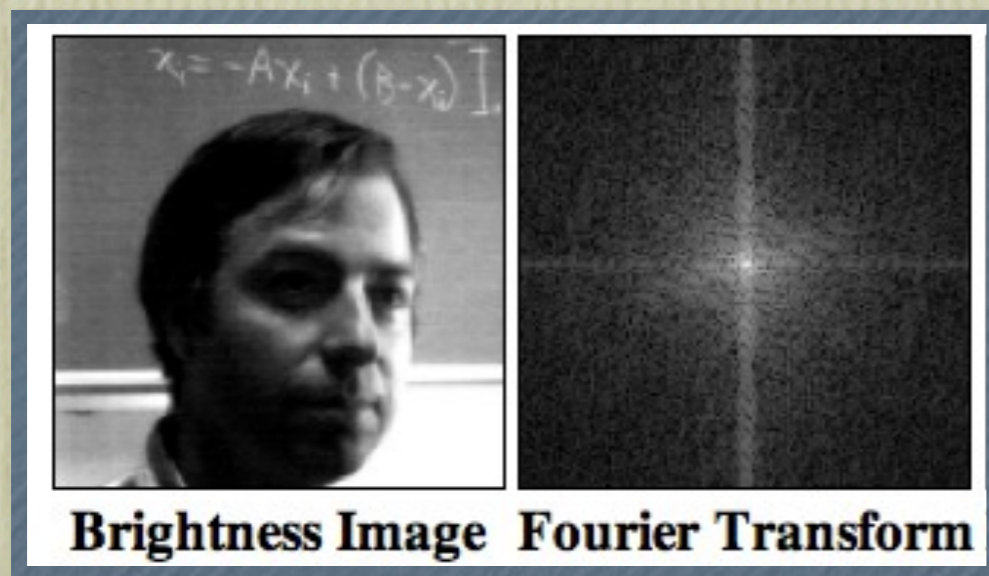 xᵢ = -Axᵢ + (B-xᵢ)
Brightness Image Fourier Transform